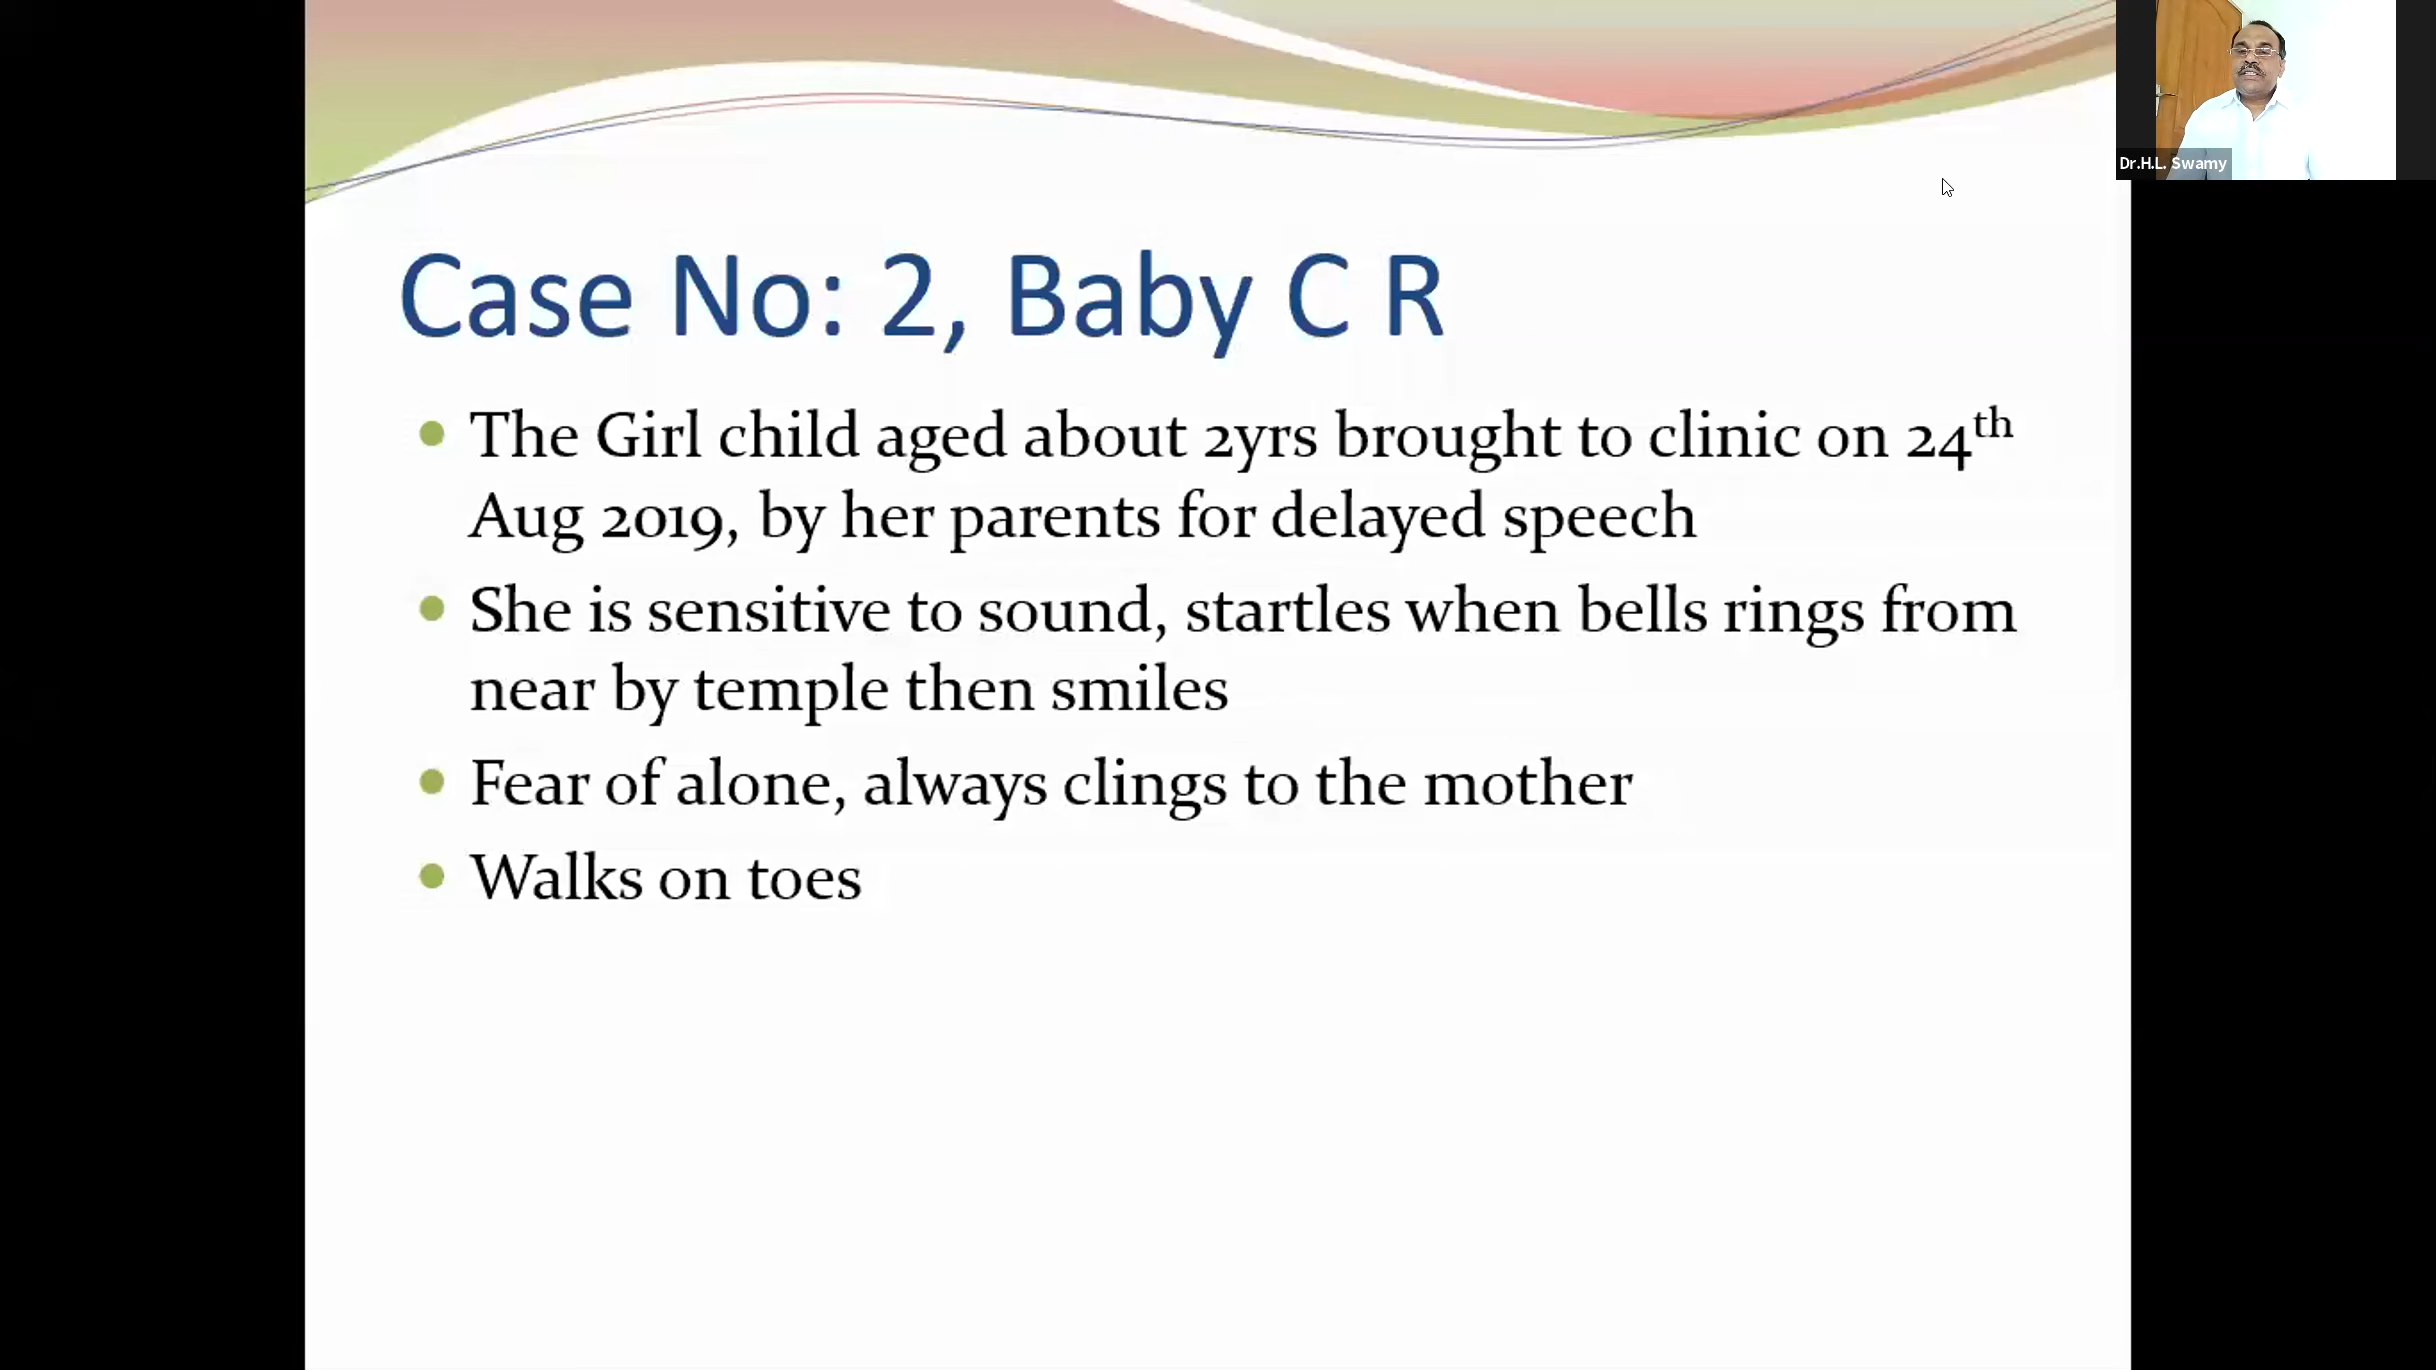 Dr.H.L. Swamy
Case No: 2, Baby C R
The Girl child aged about 2yrs brought to clinic on 24th
Aug 2019, by her parents for delayed speech
She is sensitive to sound, startles when bells rings from
near by temple then smiles
Fear of alone, always clings to the mother
Walks on toes